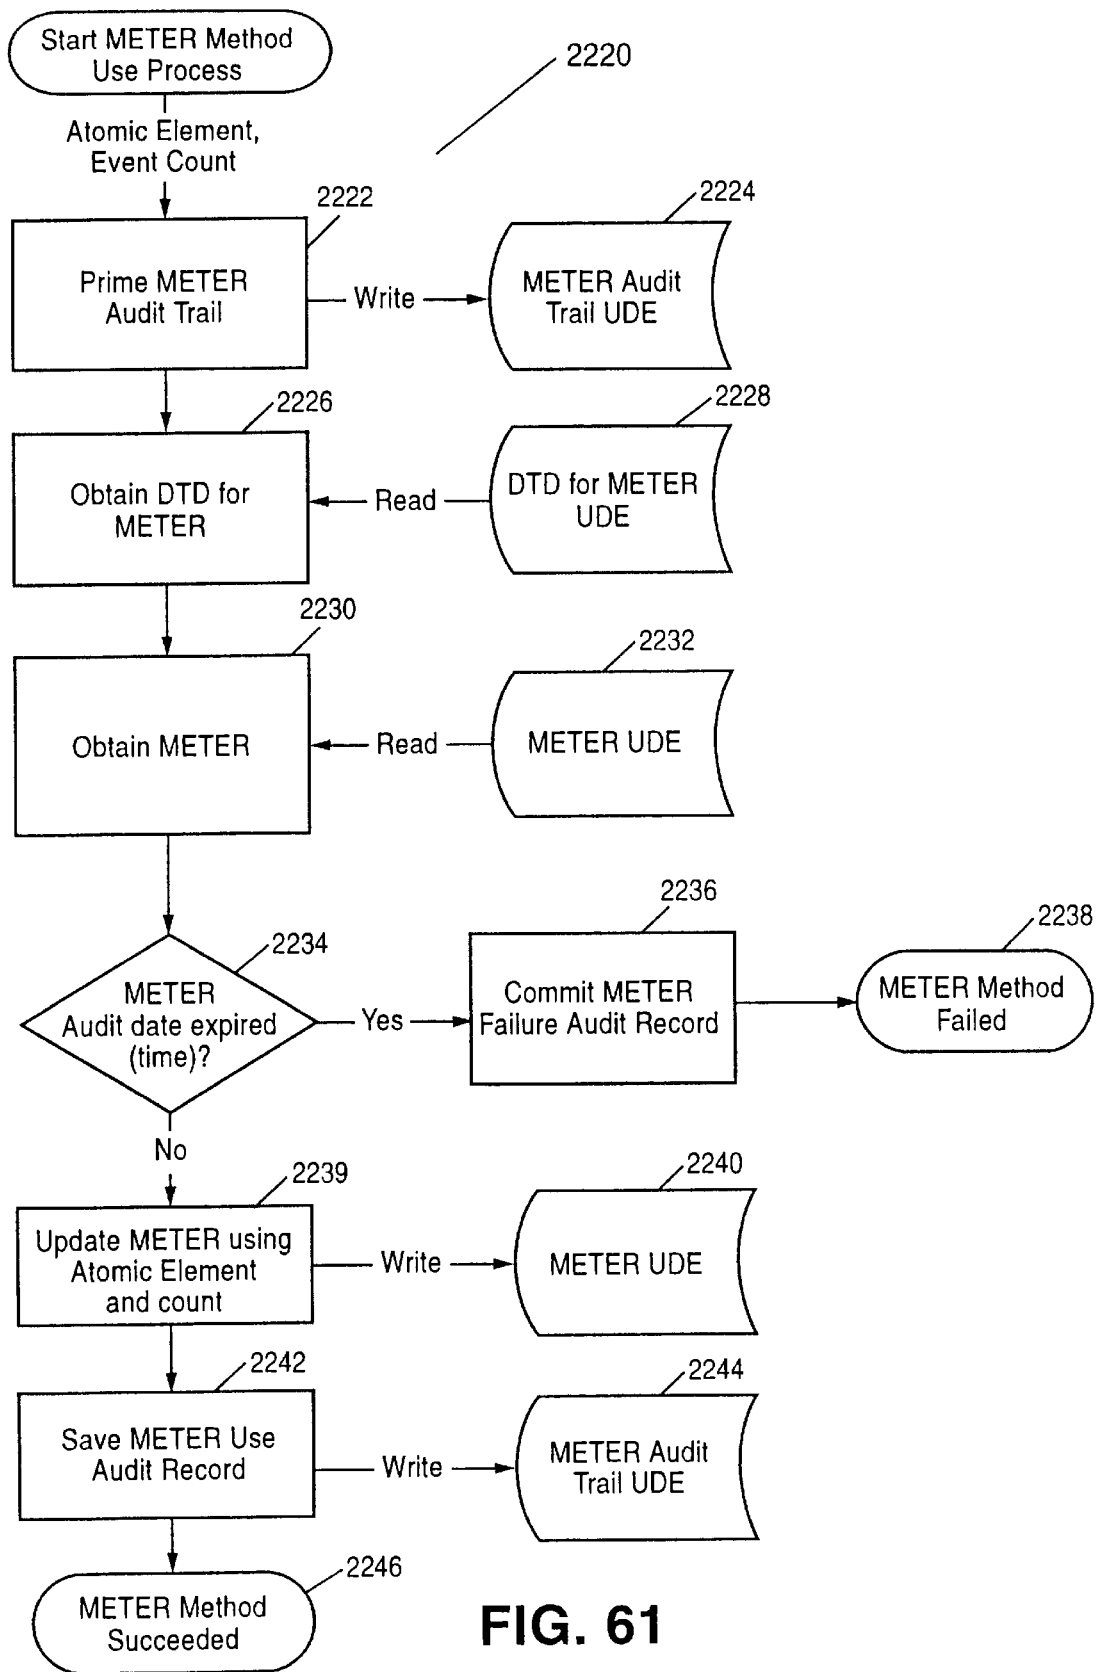 Start METER Method
Use Process
2220
Atomic Element,
Event Count
2222
2224
Prime METER
Audit Trail
Write
METER Audit
Trail UDE
2226
2228
Obtain DTD for
METER
Read
DTD for METER
UDE
2230
2232
Obtain METER
Read
METER UDE
2234
2236
2238
METER
Audit date expired
(time)?
Yes
Commit METER
Failure Audit Record
METER Method
Failed
No
2239
2240
Update METER using
Atomic Element
and count
Write
METER UDE
2242
2244
Save METER Use
Audit Record
Write
METER Audit
Trail UDE
2246
METER Method
Succeeded
FIG. 61